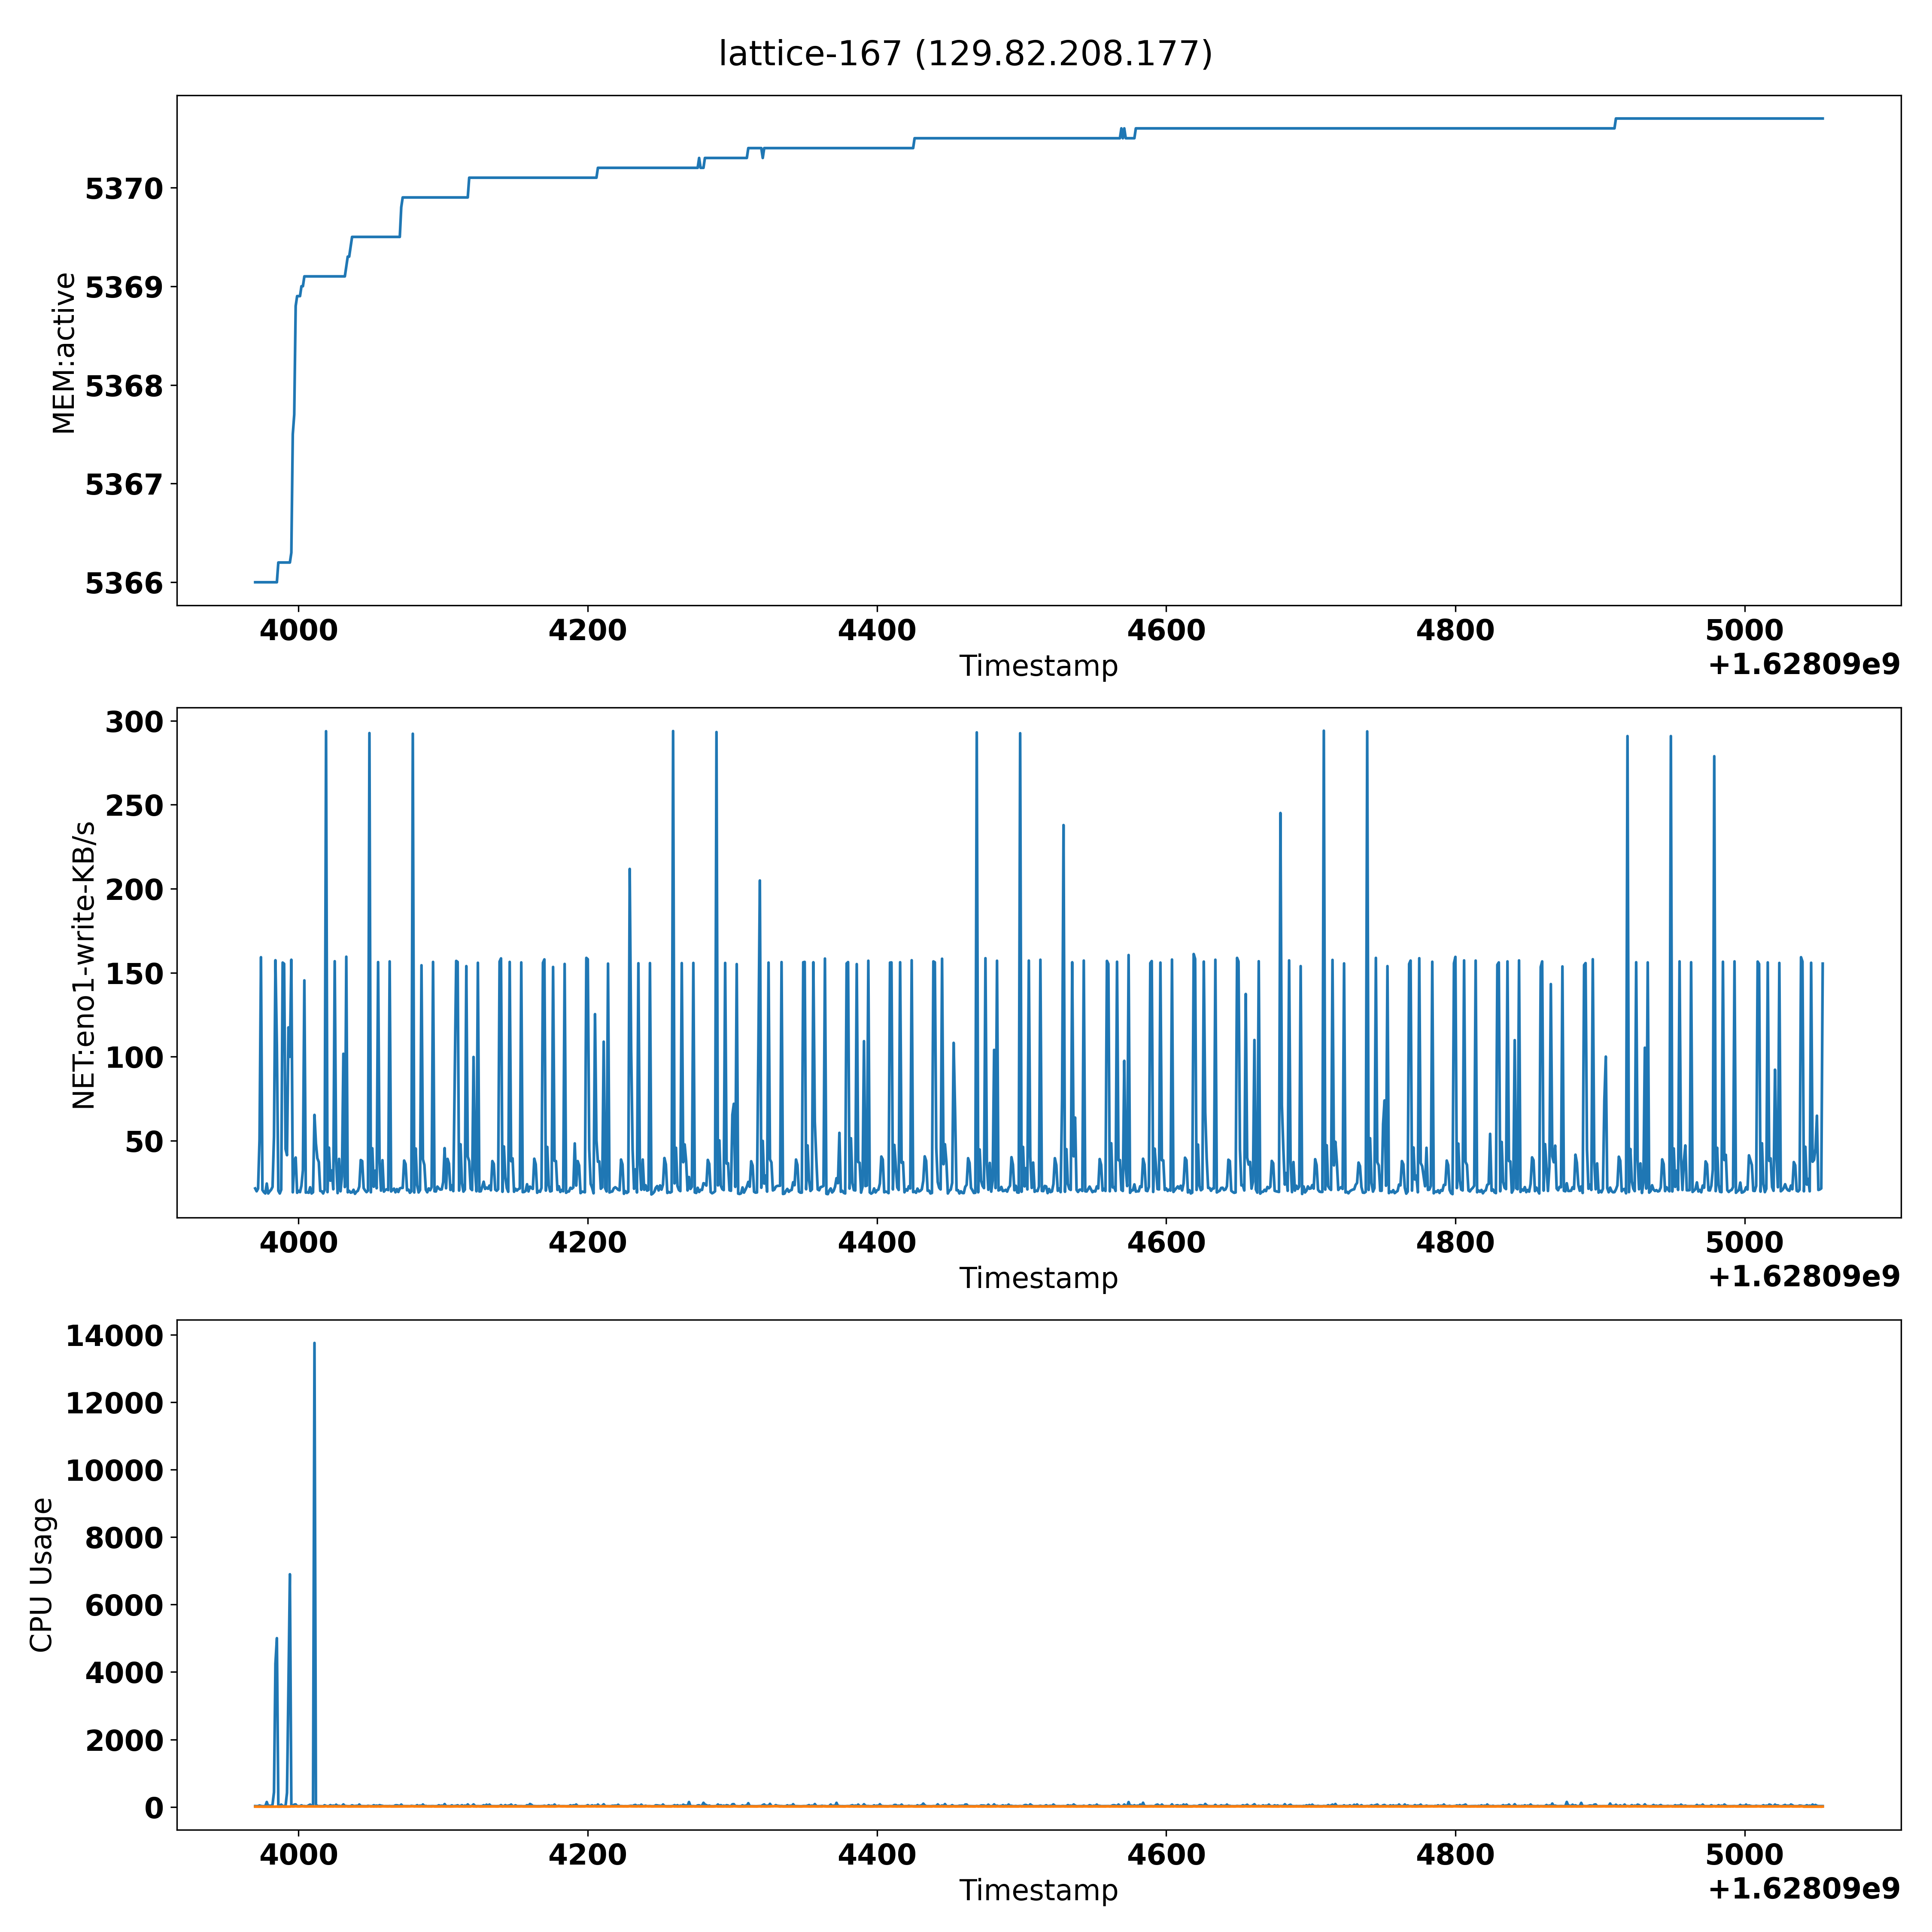 lattice-167 (129.82.208.177)
MEM:active
5370
5369
5368
5367
5366
4000 4200 4400 4600 4800 5000
Timestamp
+1.62809e9
NET:eno1-write-KB/s
300
250
200
150
100
50
4000 4200 4400 4600 4800 5000
Timestamp
+1.62809e9
CPU Usage
14000
12000
10000
8000
6000
4000
2000
0
4000 4200 4400 4600 4800 5000
Timestamp
+1.62809e9